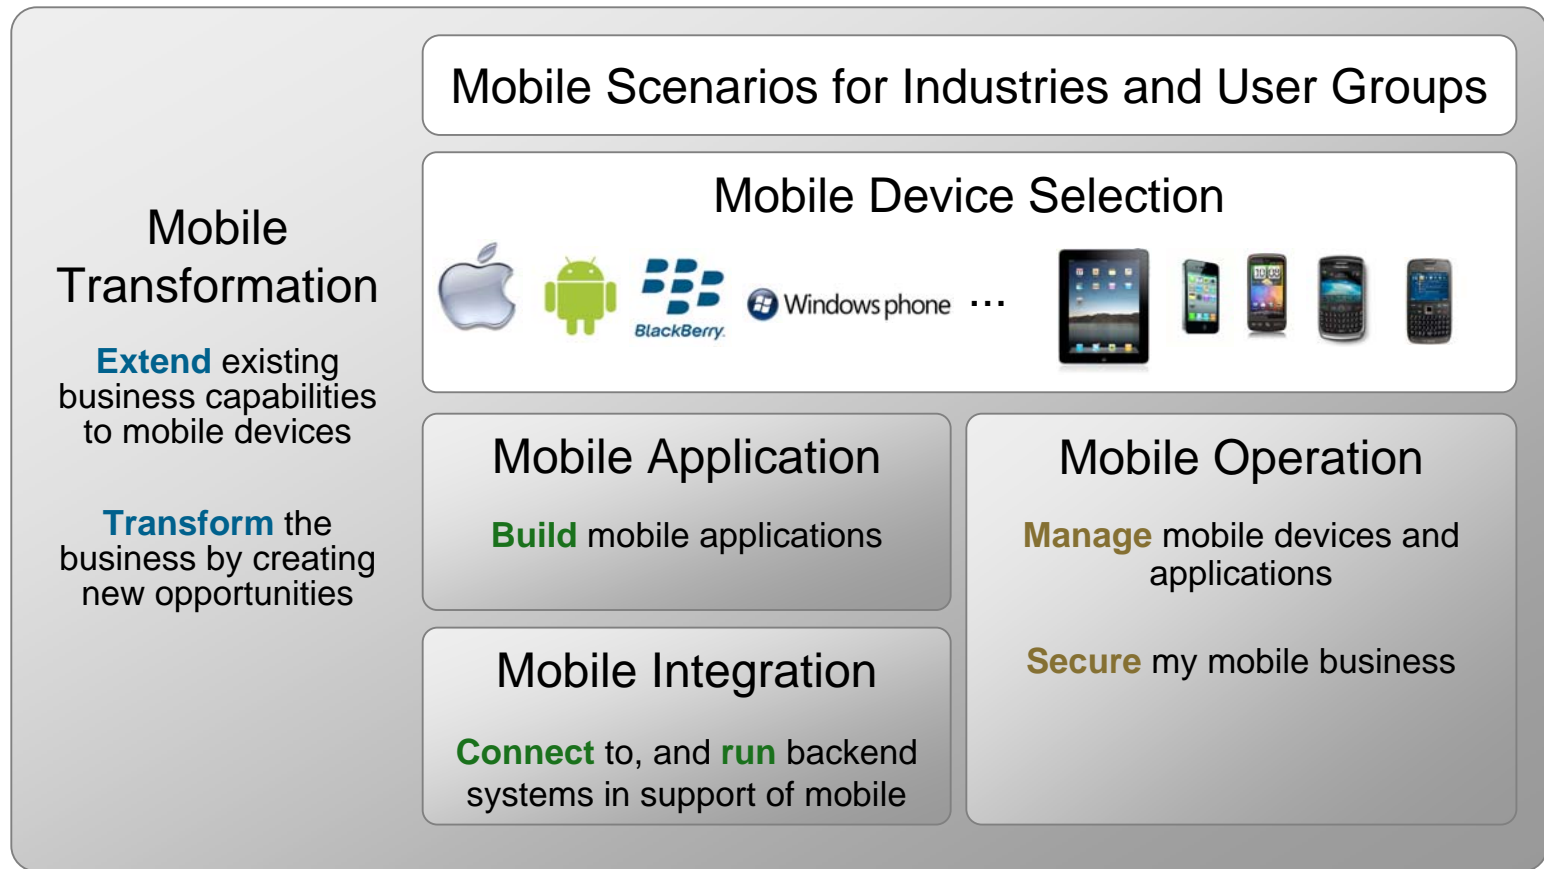 Mobile Scenarios for Industries and User Groups
Mobile Device Selection
BlackBerry.
Windows phone
...
Mobile
Transformation
Extend existing
business capabilities
to mobile devices
Transform the
business by creating
new opportunities
Mobile Application
Build mobile applications
Mobile Integration
Connect to, and run backend
systems in support of mobile
Mobile Operation
Manage mobile devices and
applications
Secure my mobile business